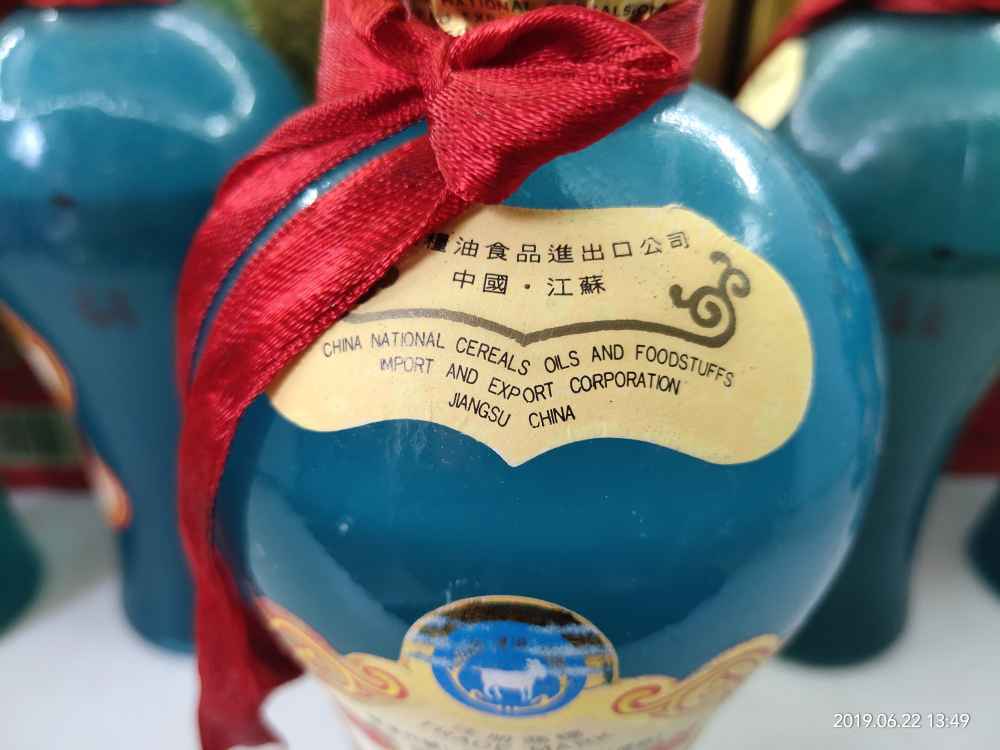 糧油食品進出口公司
中國·江蘇
CHINA NATIONAL CEREALS OILS AND FOODSTUFFS
IMPORT AND EXPORT CORPORATION
JIANGSU CHINA
2019.06.22 13:49